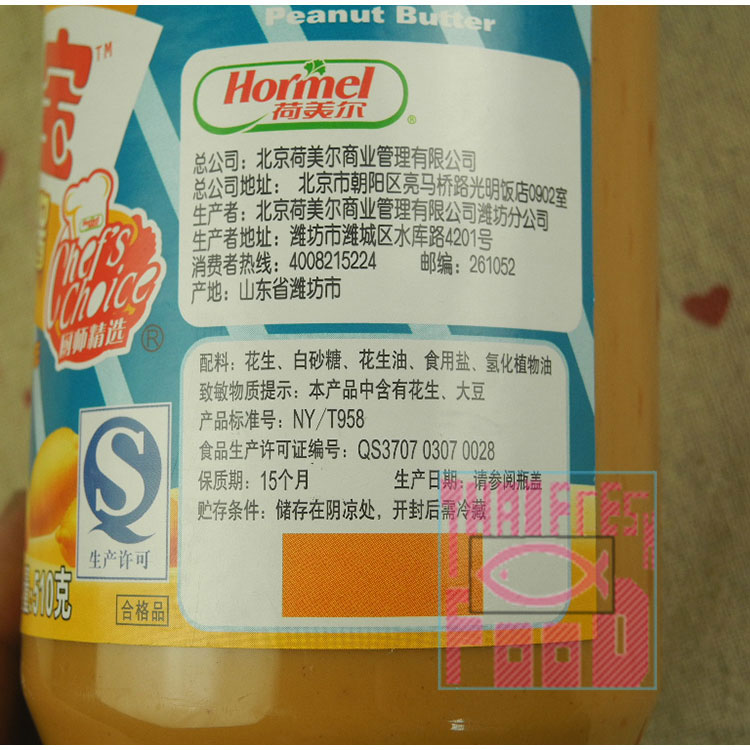 Peanut Butter
宝™
Hormel
荷美尔®
总公司：北京荷美尔商业管理有限公司
总公司地址： 北京市朝阳区亮马桥路光明饭店0902室
生产者：北京荷美尔商业管理有限公司潍坊分公司
生产者地址：潍坊市潍城区水库路4201号
消费者热线：4008215224 邮编：261052
产地：山东省潍坊市
Chef's
Choice
厨师精选®
配料：花生、白砂糖、花生油、食用盐、氢化植物油
致敏物质提示：本产品中含有花生、大豆
产品标准号：NY/T958
食品生产许可证编号：QS3707 0307 0028
保质期：15个月 生产日期：请参阅瓶盖
贮存条件：储存在阴凉处，开封后需冷藏
QS
生产许可
510克
合格品
FOOD